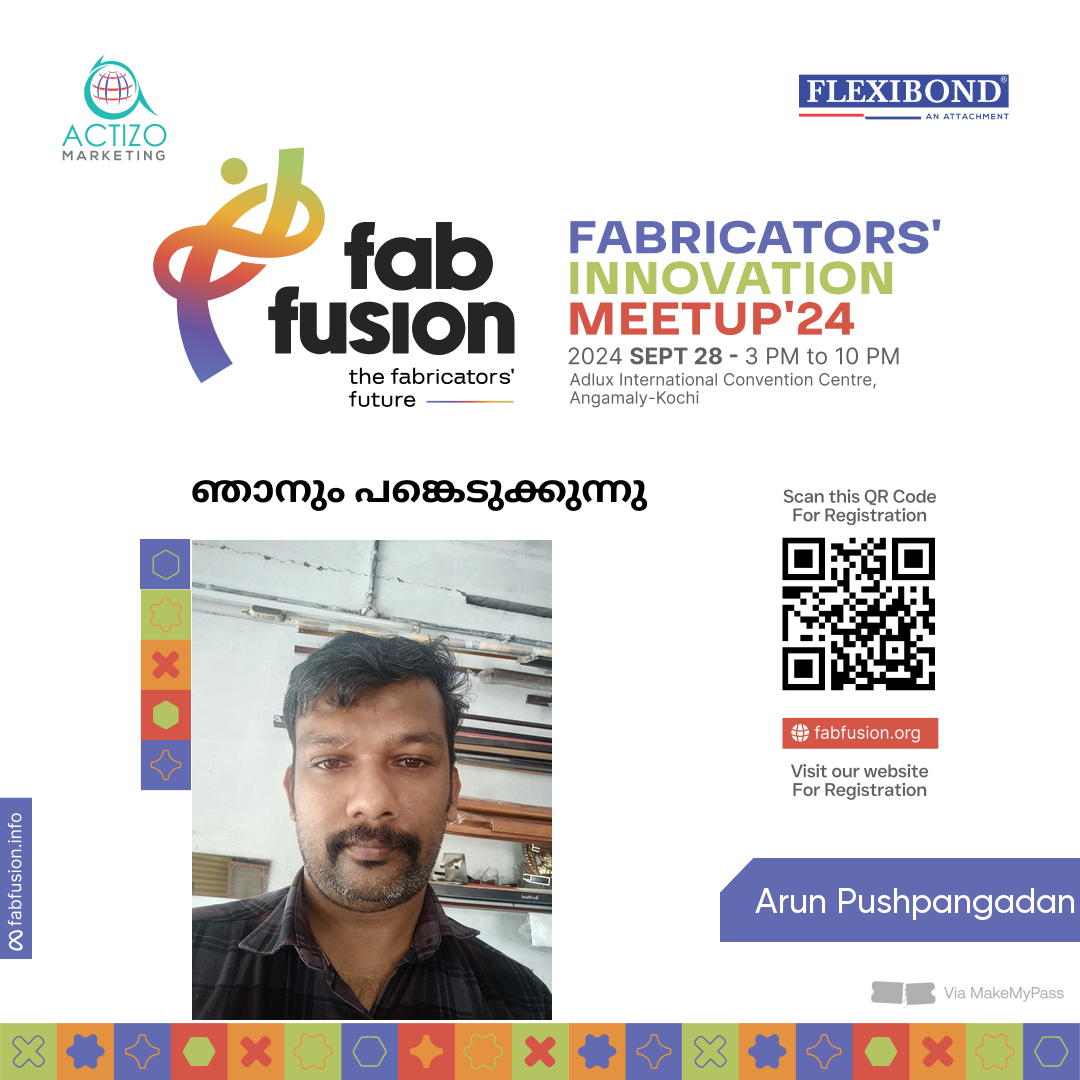 ACTIZO
MARKETING
FLEXIBOND®
AN ATTACHMENT
fab
fusion
the fabricators'
future
FABRICATORS'
INNOVATION
MEETUP'24
2024 SEPT 28 - 3 PM to 10 PM
Adlux International Convention Centre,
Angamaly-Kochi
ഞാനും പങ്കെടുക്കുന്നു
Scan this QR Code
For Registration
fabfusion.org
Visit our website
For Registration
fabfusion.info
Arun Pushpangadan
Via MakeMyPass